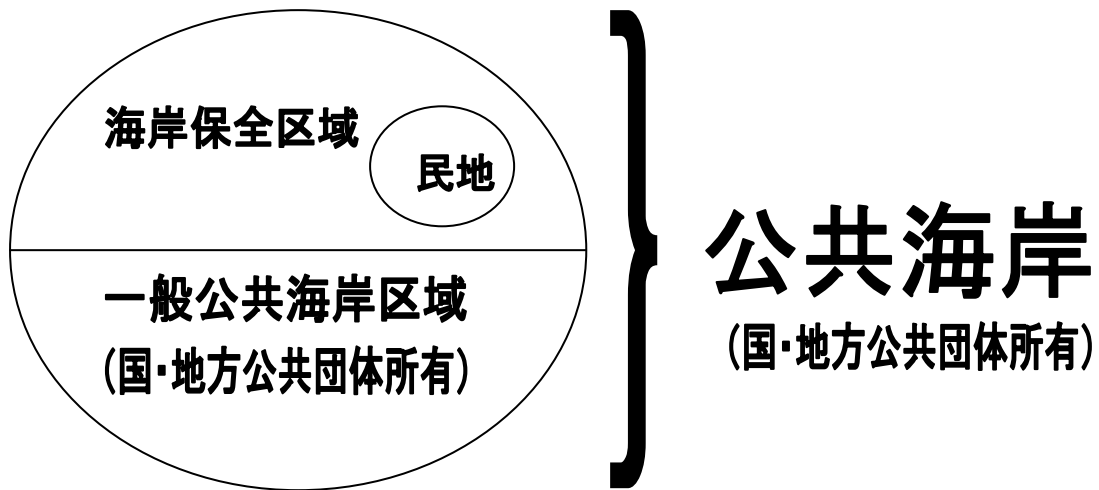 海岸保全区域
民地
一般公共海岸区域
（国・地方公共団体所有）
公共海岸
（国・地方公共団体所有）